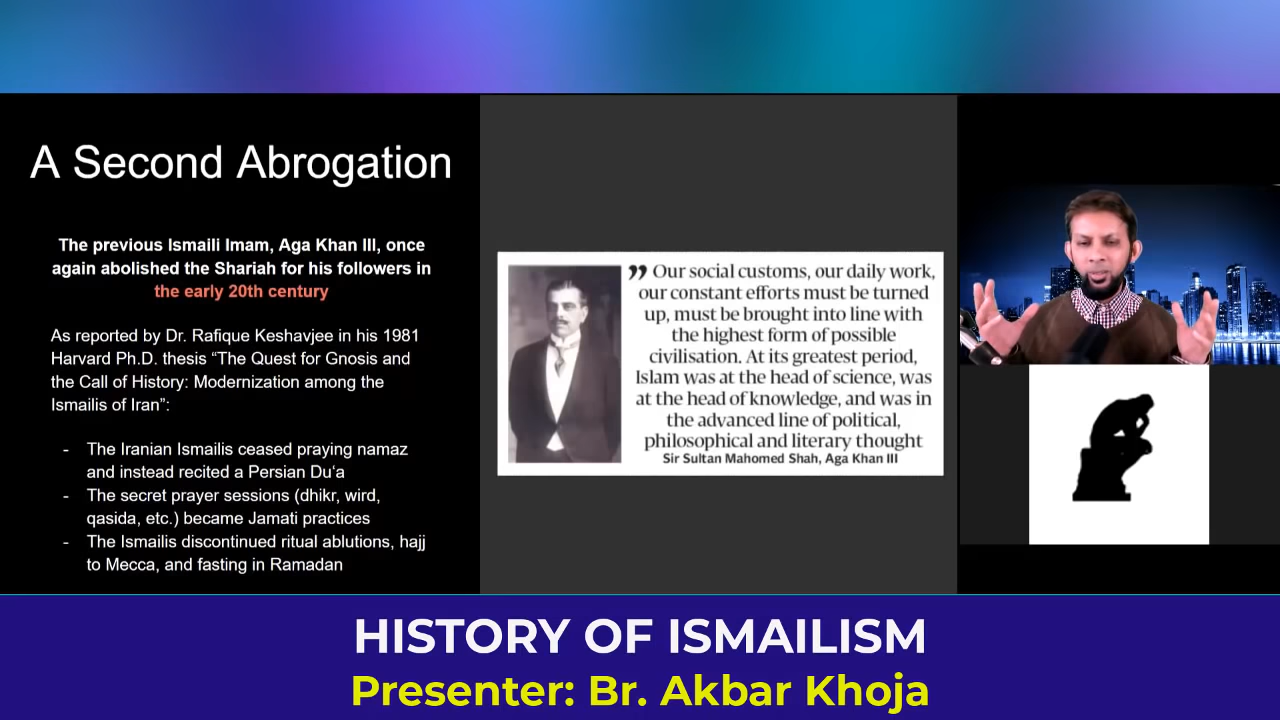 A Second Abrogation
The previous Ismaili Imam, Aga Khan III, once
again abolished the Shariah for his followers in
the early 20th century
As reported by Dr. Rafique Keshavjee in his 1981
Harvard Ph.D. thesis “The Quest for Gnosis and
the Call of History: Modernization among the
Ismailis of Iran”:
- The Iranian Ismailis ceased praying namaz
and instead recited a Persian Du‘a
- The secret prayer sessions (dhikr, wird,
qasida, etc.) became Jamati practices
- The Ismailis discontinued ritual ablutions, hajj
to Mecca, and fasting in Ramadan
” Our social customs, our daily work,
our constant efforts must be turned
up, must be brought into line with
the highest form of possible
civilisation. At its greatest period,
Islam was at the head of science, was
at the head of knowledge, and was in
the advanced line of political,
philosophical and literary thought
Sir Sultan Mahomed Shah, Aga Khan III
HISTORY OF ISMAILISM
Presenter: Br. Akbar Khoja